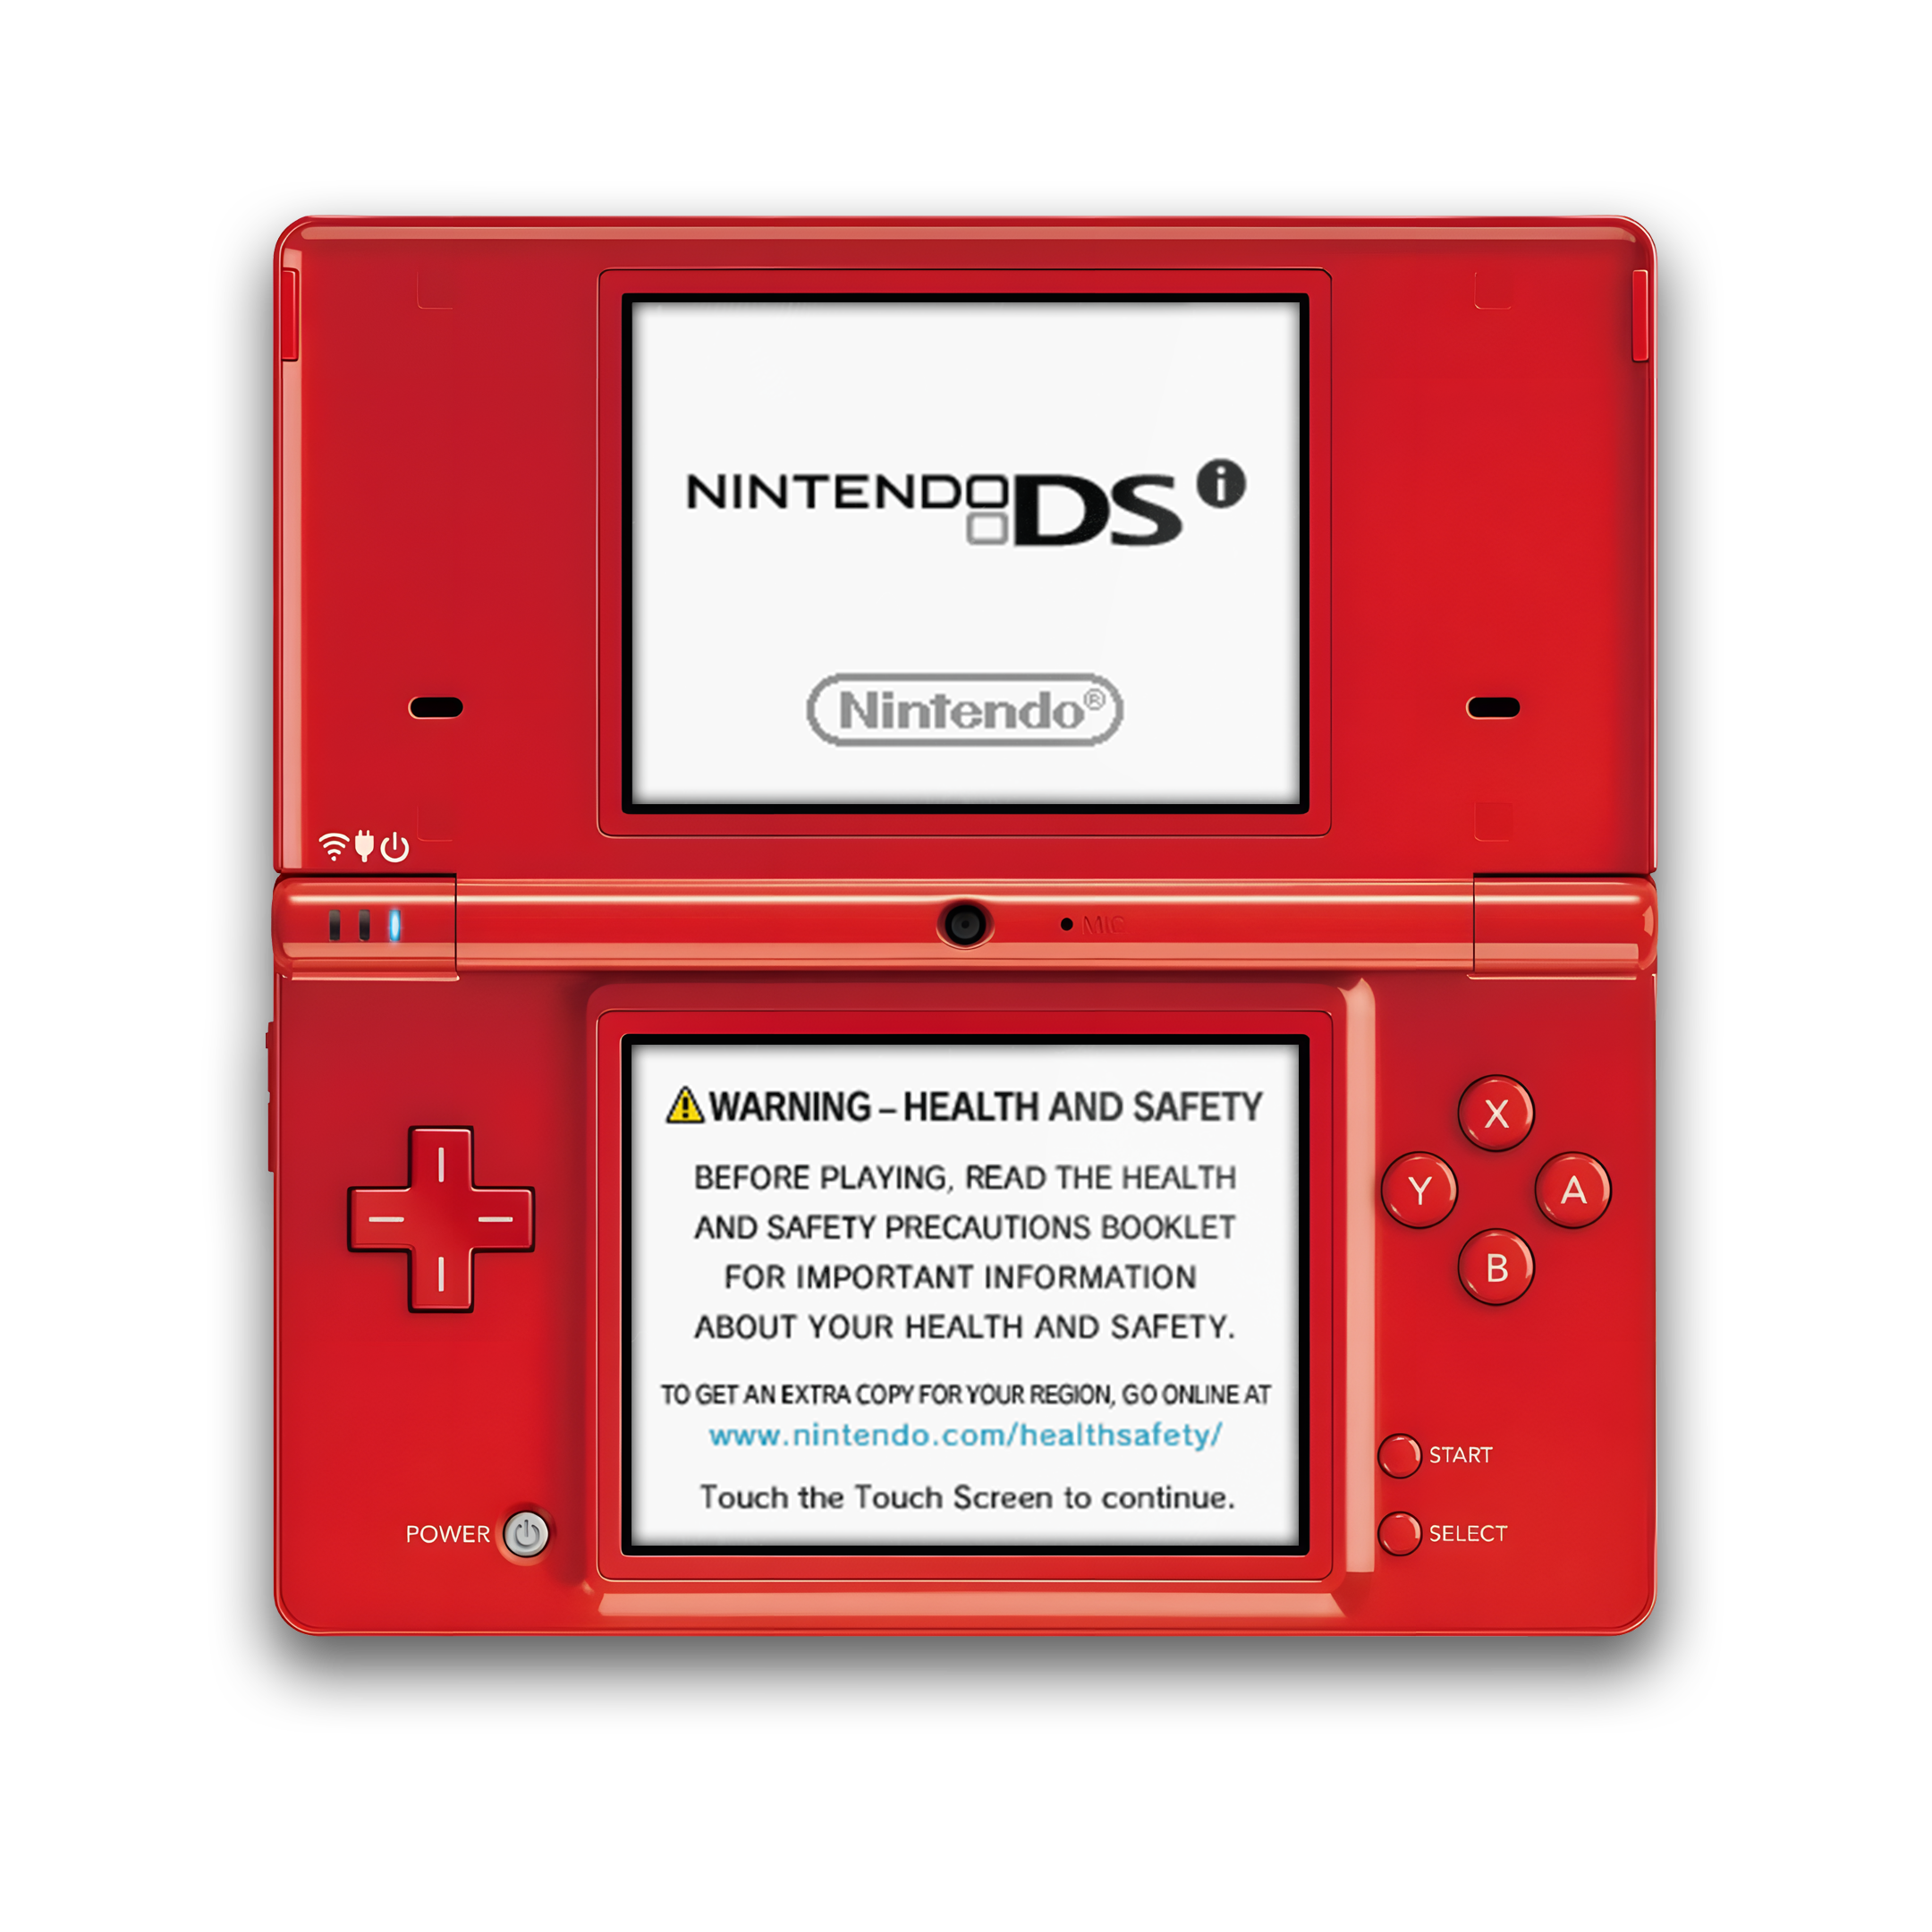 NINTENDO DS i
Nintendo®
MIC
WARNING – HEALTH AND SAFETY
BEFORE PLAYING, READ THE HEALTH
AND SAFETY PRECAUTIONS BOOKLET
FOR IMPORTANT INFORMATION
ABOUT YOUR HEALTH AND SAFETY.
TO GET AN EXTRA COPY FOR YOUR REGION, GO ONLINE AT
www.nintendo.com/healthsafety/
Touch the Touch Screen to continue.
X
Y
A
B
START
POWER
SELECT